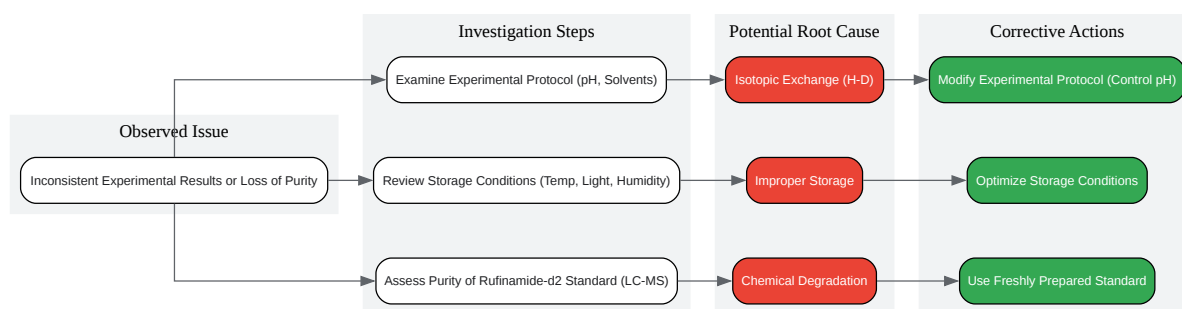 Investigation Steps
Potential Root Cause
Corrective Actions
Examine Experimental Protocol (pH, Solvents)
Isotopic Exchange (H-D)
Modify Experimental Protocol (Control pH)
Observed Issue
Inconsistent Experimental Results or Loss of Purity
Review Storage Conditions (Temp, Light, Humidity)
Improper Storage
Optimize Storage Conditions
Assess Purity of Rufinamide-d2 Standard (LC-MS)
Chemical Degradation
Use Freshly Prepared Standard